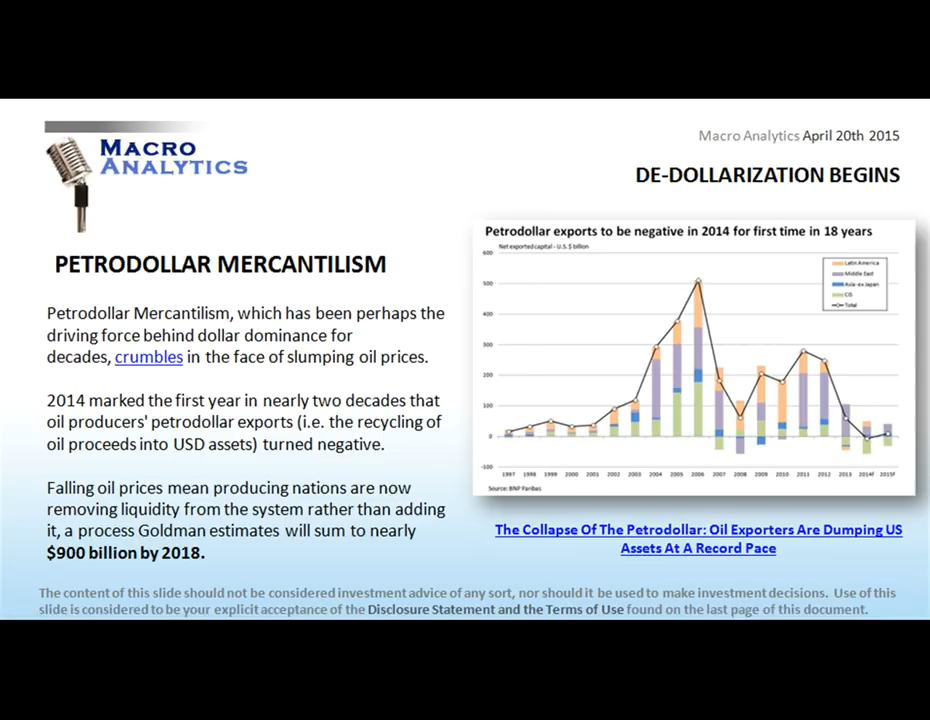 MACRO
ANALYTICS
Macro Analytics April 20th 2015
DE-DOLLARIZATION BEGINS
PETRODOLLAR MERCANTILISM
Petrodollar Mercantilism, which has been perhaps the
driving force behind dollar dominance for
decades, crumbles in the face of slumping oil prices.
2014 marked the first year in nearly two decades that
oil producers' petrodollar exports (i.e. the recycling of
oil proceeds into USD assets) turned negative.
Falling oil prices mean producing nations are now
removing liquidity from the system rather than adding
it, a process Goldman estimates will sum to nearly
$900 billion by 2018.
Petrodollar exports to be negative in 2014 for first time in 18 years
Net exported capital - U.S. $ billion
600
500
400
300
200
100
0
-100
Latin America
Middle East
Asia -ex Japan
CIS
Total
1997 1998 1999 2000 2001 2002 2003 2004 2005 2006 2007 2008 2009 2010 2011 2012 2013 2014F 2015F
Source: BNP Paribas
The Collapse Of The Petrodollar: Oil Exporters Are Dumping US
Assets At A Record Pace
The content of this slide should not be considered investment advice of any sort, nor should it be used to make investment decisions. Use of this
slide is considered to be your explicit acceptance of the Disclosure Statement and the Terms of Use found on the last page of this document.